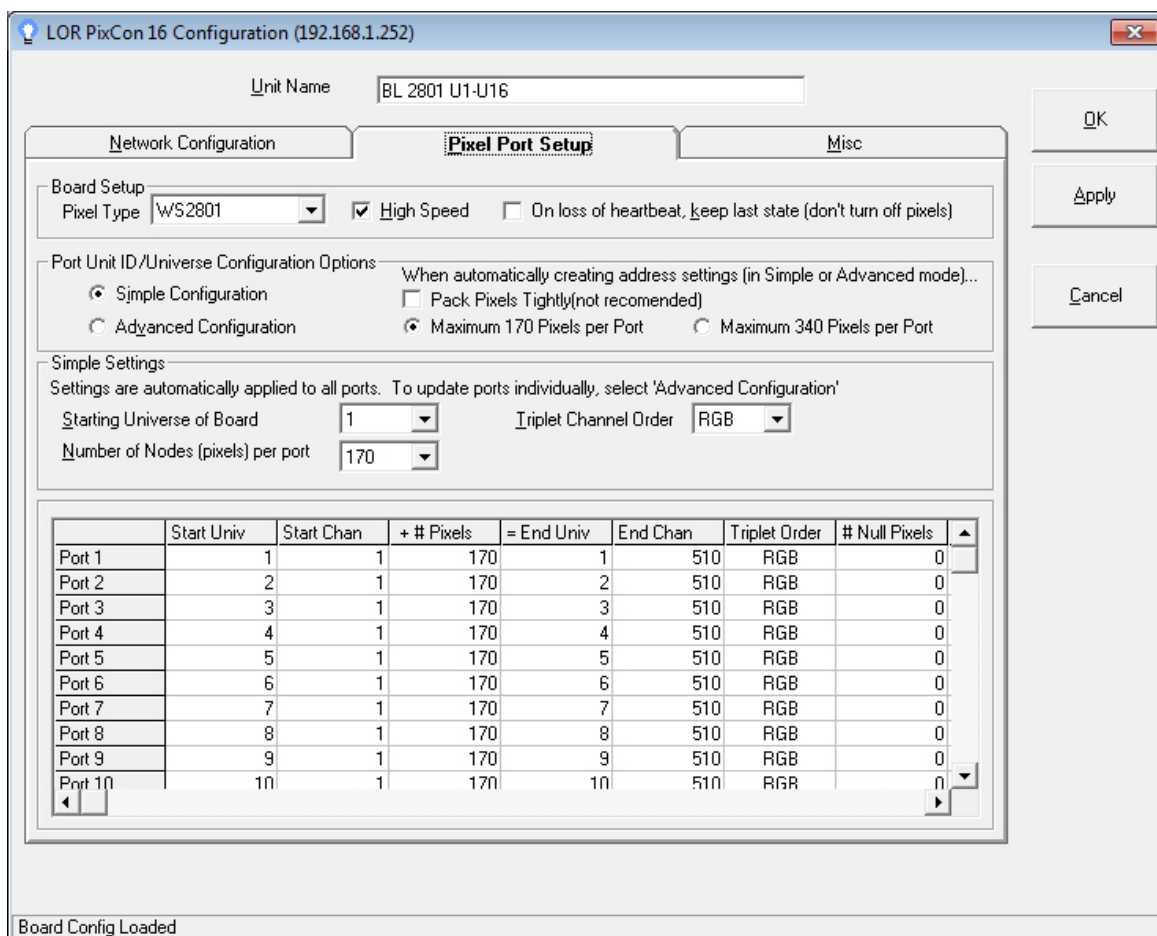 LOR PixCon 16 Configuration (192.168.1.252)
Unit Name BL 2801 U1-U16
OK
Network Configuration Pixel Port Setup Misc
Apply
Board Setup
Pixel Type WS2801 High Speed On loss of heartbeat, keep last state (don't turn off pixels)
Port Unit ID/Universe Configuration Options
When automatically creating address settings (in Simple or Advanced mode)...
Simple Configuration Pack Pixels Tightly(not recomended)
Cancel
Advanced Configuration Maximum 170 Pixels per Port Maximum 340 Pixels per Port
Simple Settings
Settings are automatically applied to all ports. To update ports individually, select 'Advanced Configuration'
Starting Universe of Board 1 Triplet Channel Order RGB
Number of Nodes (pixels) per port 170
Start Univ Start Chan + # Pixels = End Univ End Chan Triplet Order # Null Pixels
Port 1 1 1 170 1 510 RGB 0
Port 2 2 1 170 2 510 RGB 0
Port 3 3 1 170 3 510 RGB 0
Port 4 4 1 170 4 510 RGB 0
Port 5 5 1 170 5 510 RGB 0
Port 6 6 1 170 6 510 RGB 0
Port 7 7 1 170 7 510 RGB 0
Port 8 8 1 170 8 510 RGB 0
Port 9 9 1 170 9 510 RGB 0
Port 10 10 1 170 10 510 RGB 0
Board Config Loaded